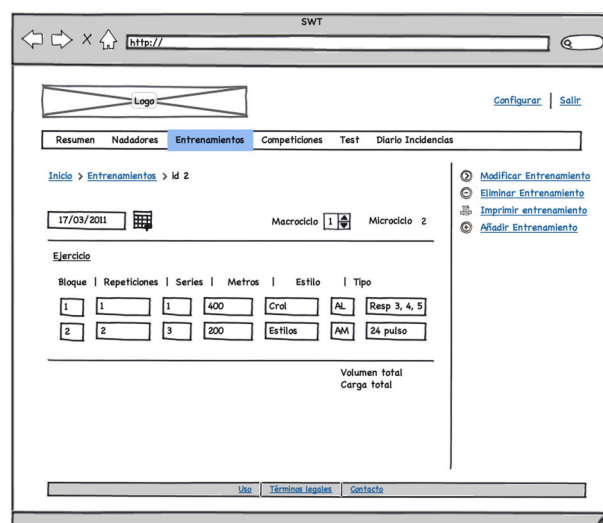 SWT
http://
Logo
Configurar | Salir
Resumen Nadadores Entrenamientos Competiciones Test Diario Incidencias
Inicio > Entrenamientos > id 2
17/03/2011 Macrociclo 1 Microciclo 2
Modificar Entrenamiento
Eliminar Entrenamiento
Imprimir entrenamiento
Añadir Entrenamiento
Ejercicio
Bloque | Repeticiones | Series | Metros | Estilo | Tipo
1 1 1 400 Crol AL Resp 3, 4, 5
2 2 3 200 Estilos AM 24 pulso
Volumen total
Carga total
Uso | Términos legales | Contacto